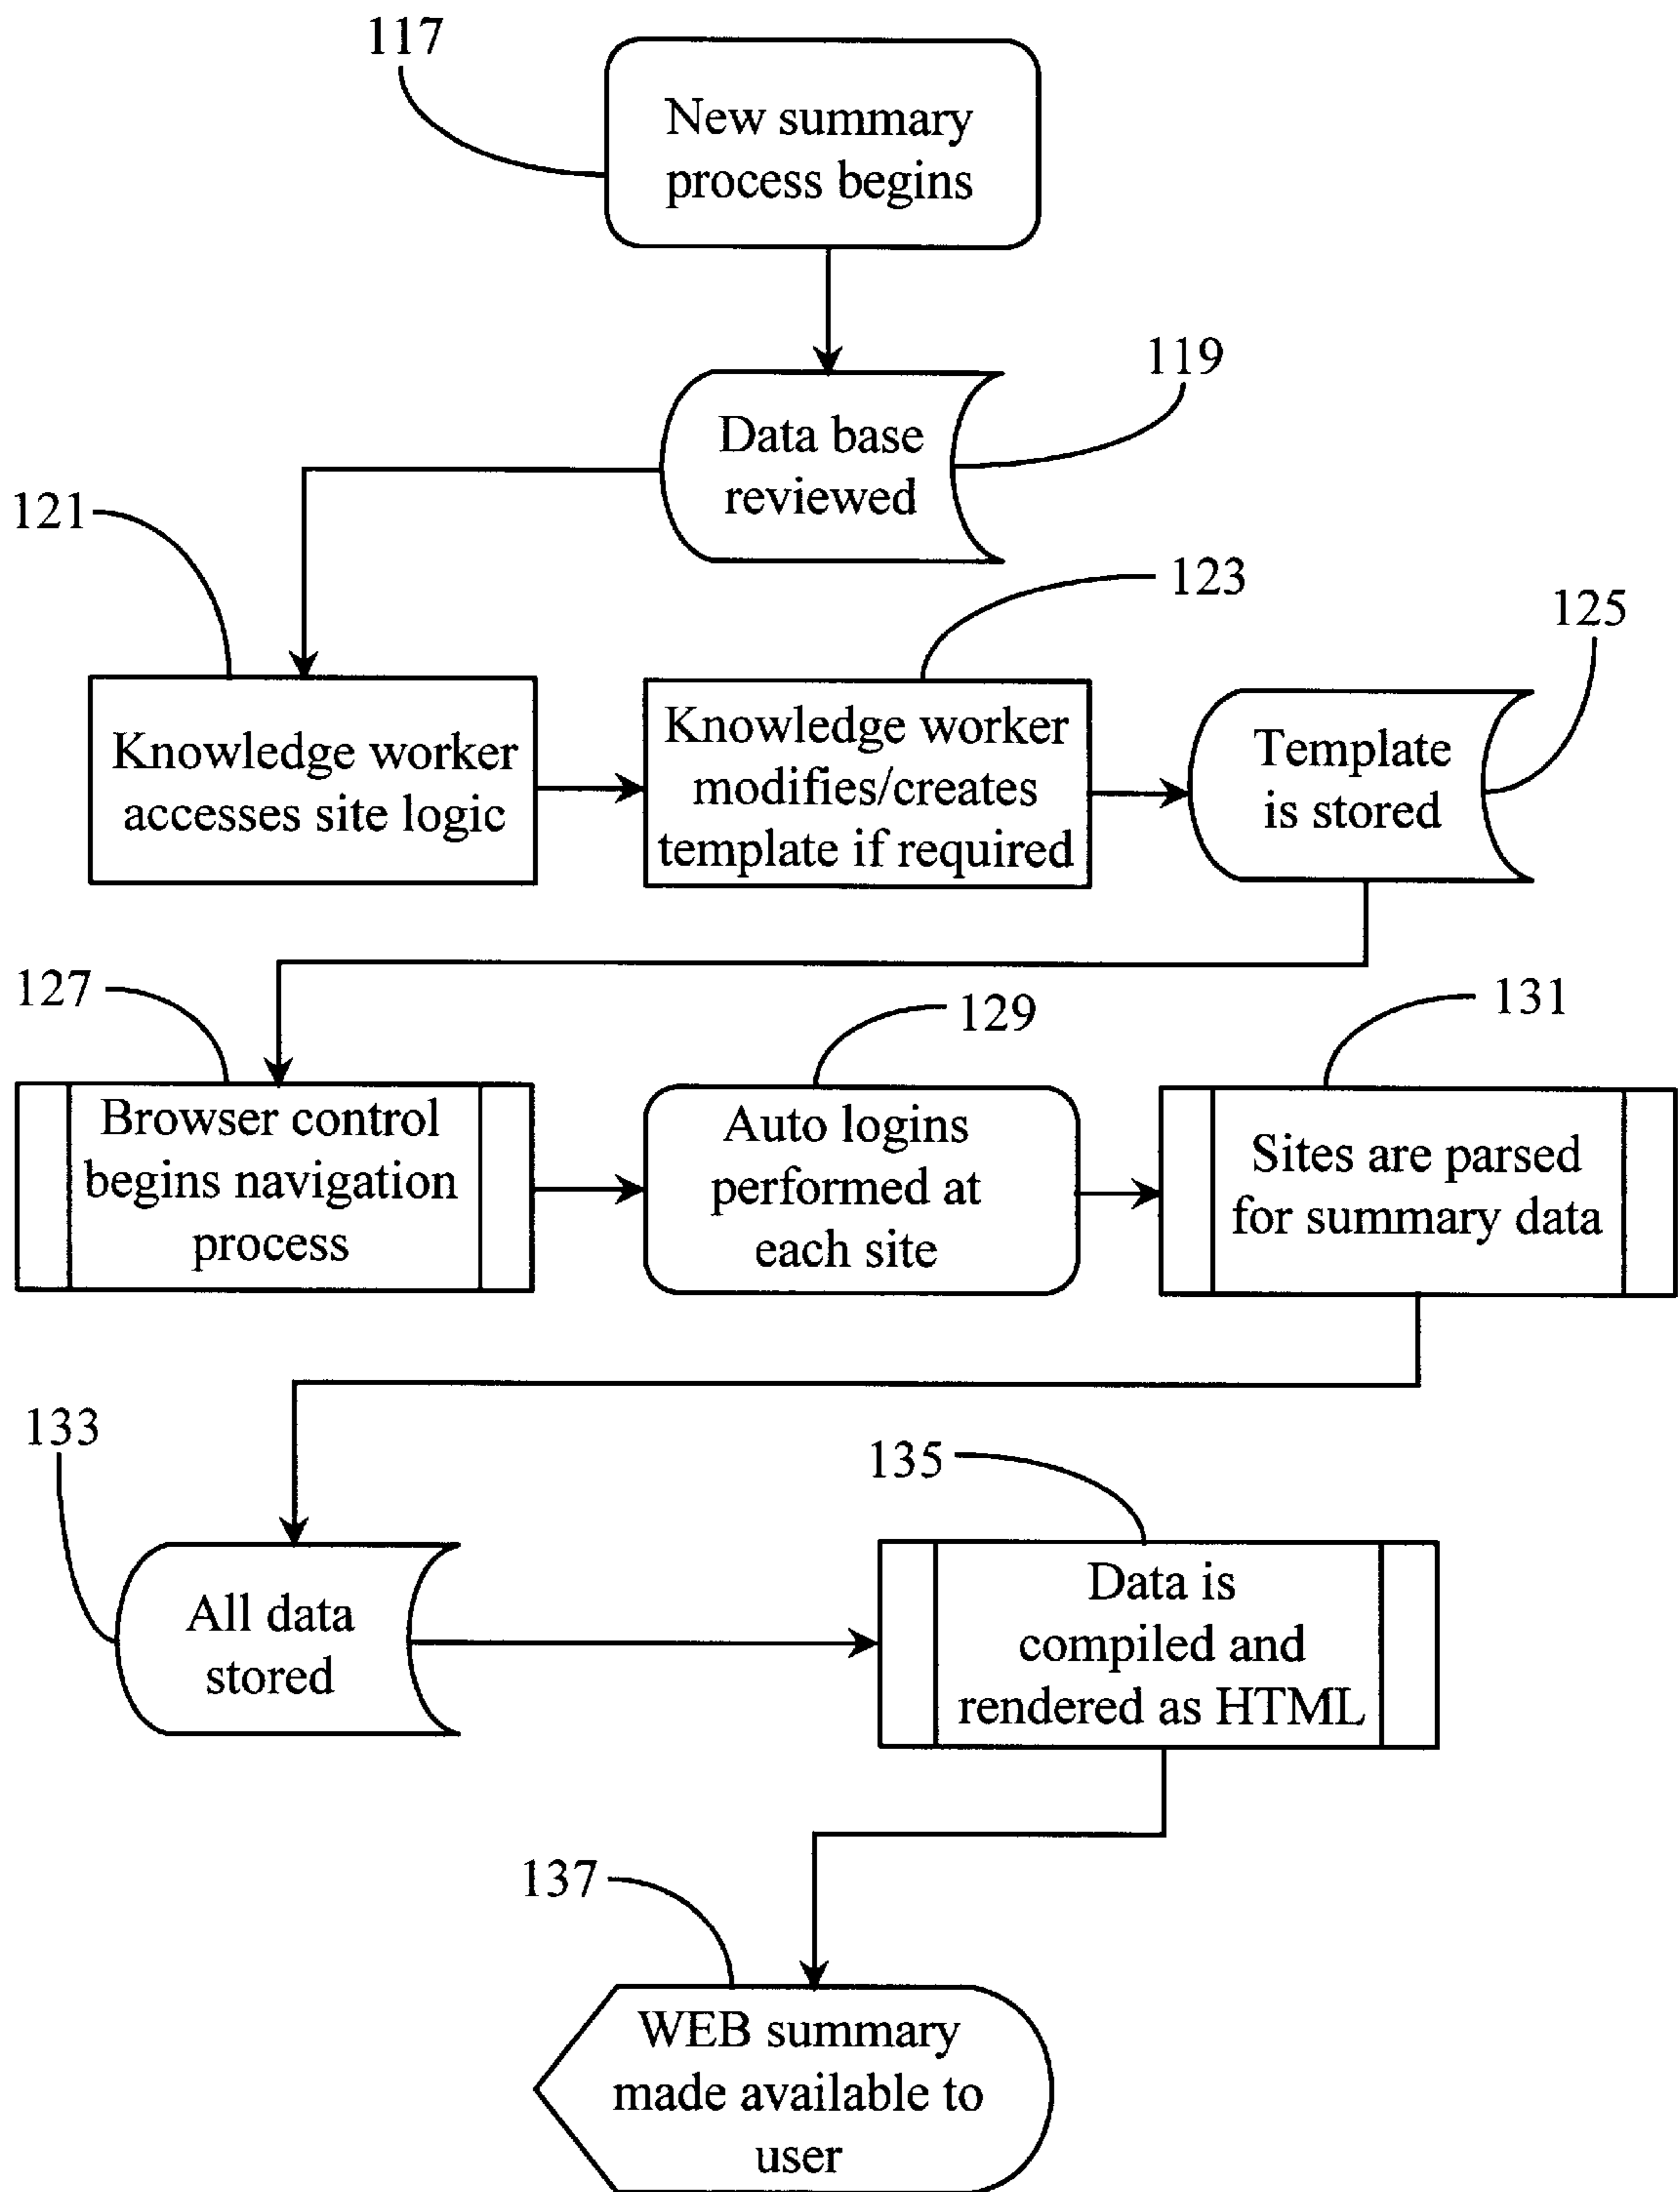 117
New summary
process begins
119
Data base
reviewed
121
123
125
Knowledge worker
accesses site logic
Knowledge worker
modifies/creates
template if required
Template
is stored
127
129
131
Browser control
begins navigation
process
Auto logins
performed at
each site
Sites are parsed
for summary data
133
135
All data
stored
Data is
compiled and
rendered as HTML
137
WEB summary
made available to
user